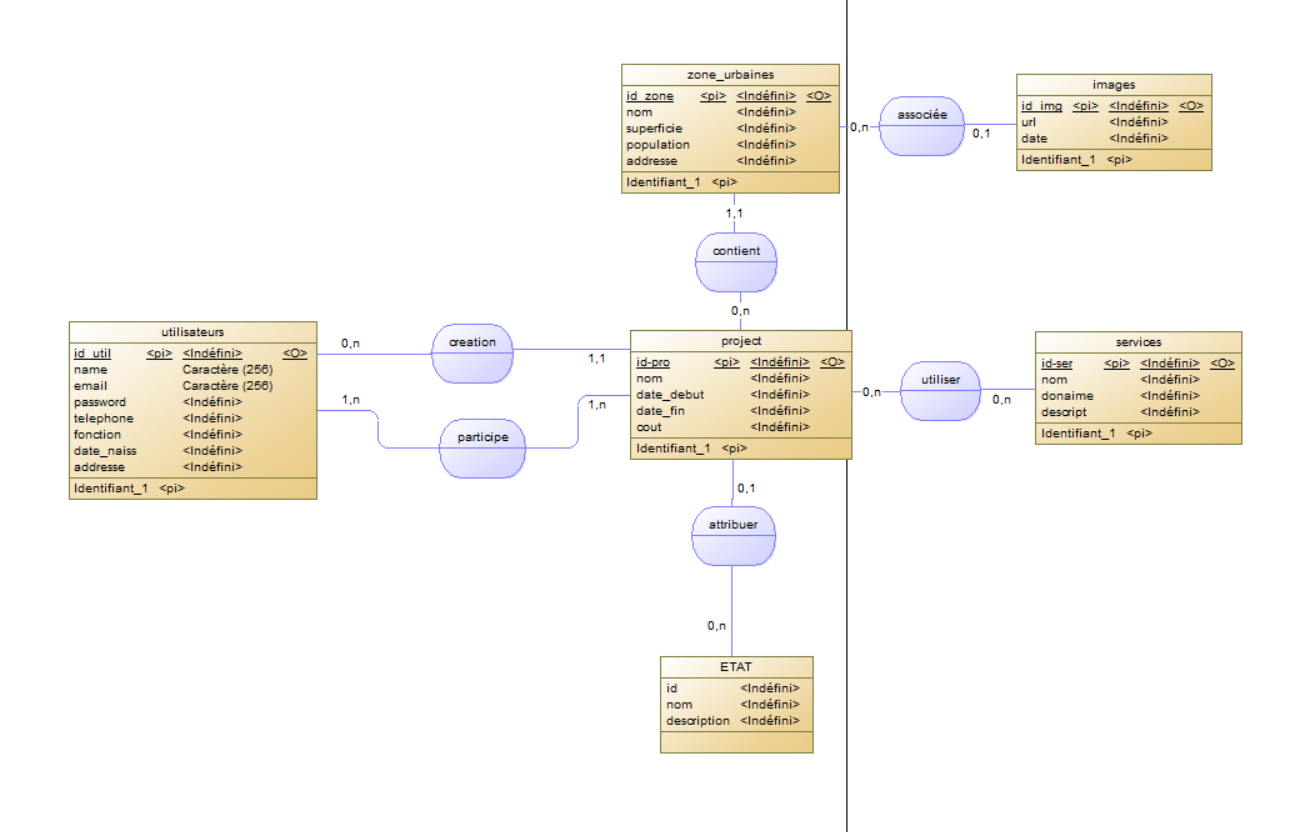 zone_urbaines
id_zone <pi> <Indéfini> <O>
nom <Indéfini>
superficie <Indéfini>
population <Indéfini>
addresse <Indéfini>
Identifiant_1 <pi>
0,n
associée
0,1
images
id_img <pi> <Indéfini> <O>
url <Indéfini>
date <Indéfini>
Identifiant_1 <pi>
1,1
contient
0,n
utilisateurs
id_util <pi> <Indéfini> <O>
name Caractère (256)
email Caractère (256)
password <Indéfini>
telephone <Indéfini>
fonction <Indéfini>
date_naiss <Indéfini>
addresse <Indéfini>
Identifiant_1 <pi>
0,n
creation
1,1
1,n
participe
1,n
project
id-pro <pi> <Indéfini> <O>
nom <Indéfini>
date_debut <Indéfini>
date_fin <Indéfini>
cout <Indéfini>
Identifiant_1 <pi>
0,n
utiliser
0,n
services
id-ser <pi> <Indéfini> <O>
nom <Indéfini>
donaime <Indéfini>
descript <Indéfini>
Identifiant_1 <pi>
0,1
attribuer
0,n
ETAT
id <Indéfini>
nom <Indéfini>
description <Indéfini>